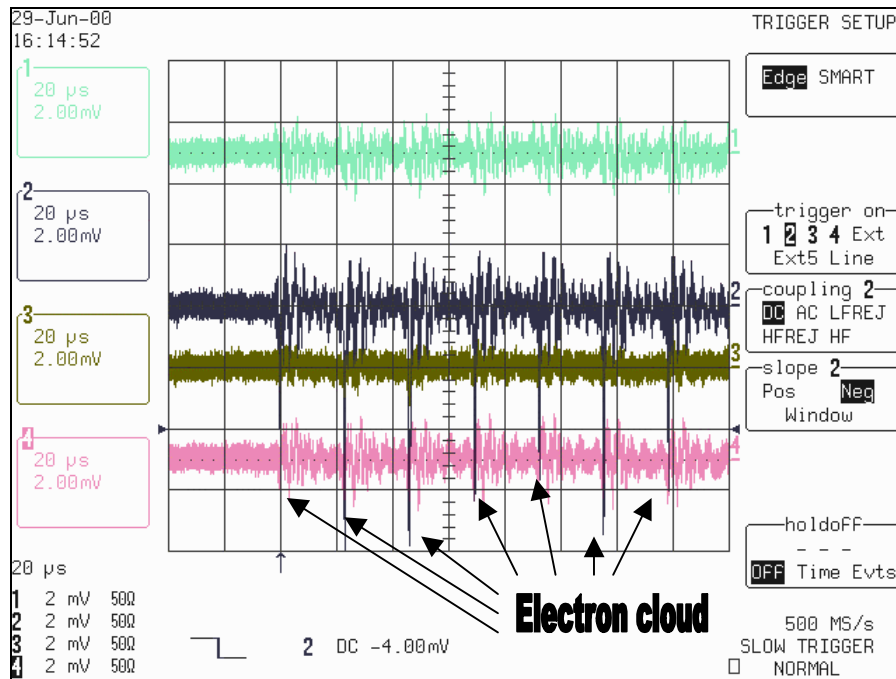 29-Jun-00
16:14:52
TRIGGER SETUP
1
20 µs
2.00mV
Edge SMART
1
2
20 µs
2.00mV
trigger on
1 2 3 4 Ext
Ext5 Line
2
coupling 2
DC AC LFREJ
HFREJ HF
3
20 µs
2.00mV
3
slope 2
Pos Neg
Window
4
20 µs
2.00mV
4
holdoff
- - -
OFF Time Evts
20 µs
1 2 mV 50Ω
2 2 mV 50Ω
3 2 mV 50Ω
4 2 mV 50Ω
Electron cloud
2 DC -4.00mV
500 MS/s
SLOW TRIGGER
NORMAL